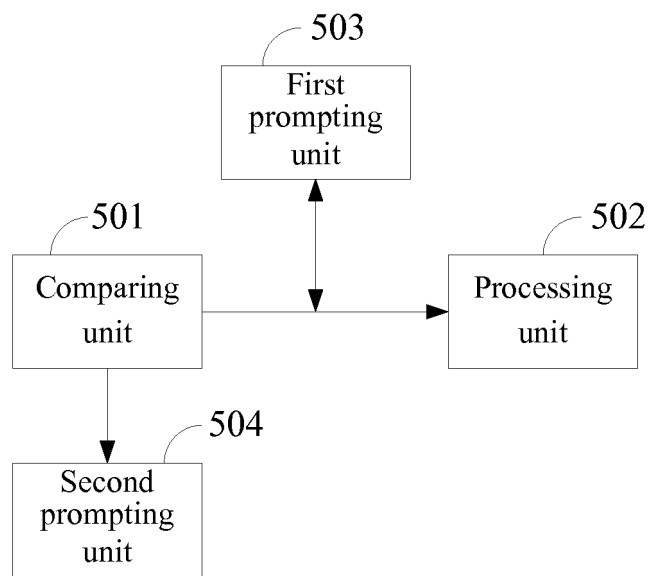 503
First
prompting
unit
501
Comparing
unit
502
Processing
unit
504
Second
prompting
unit